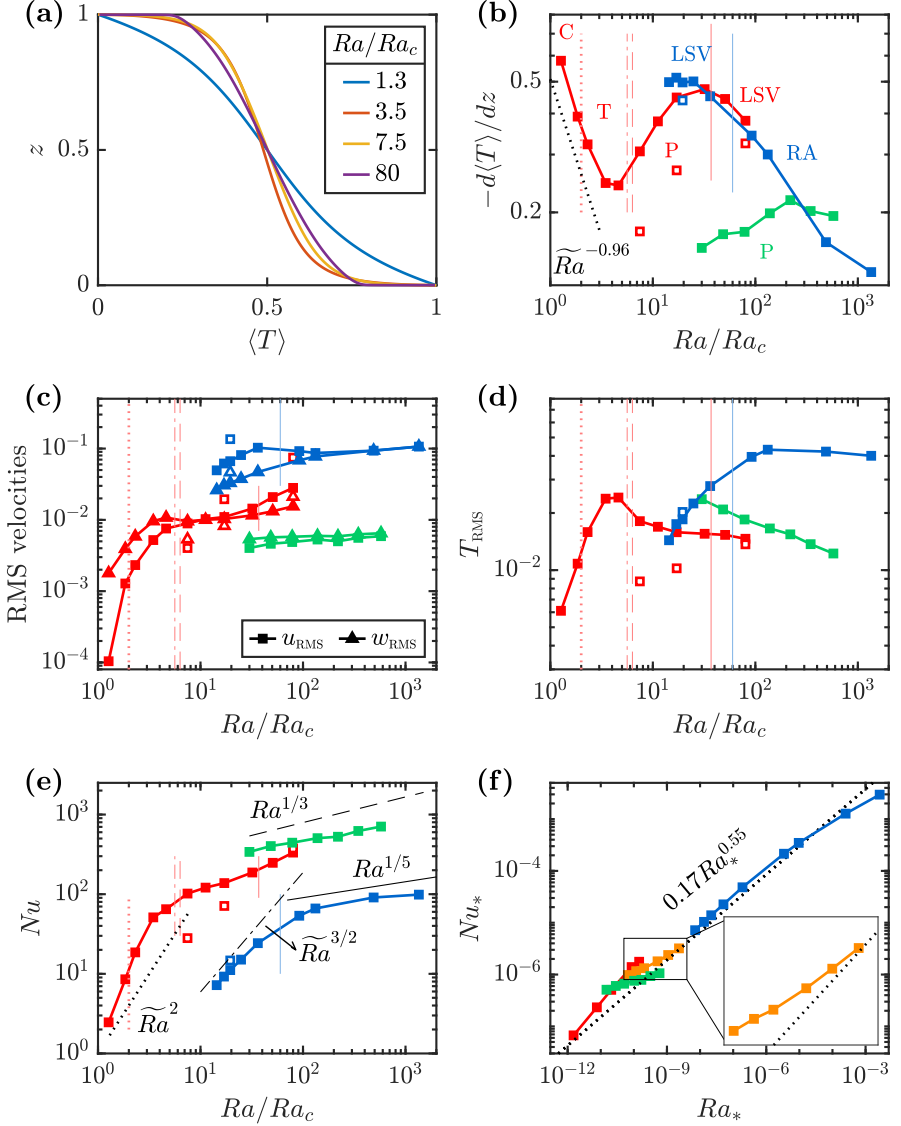 (a)
1
0.5
0
z
0
0.5
1
⟨T⟩
Ra/Ra_c
1.3
3.5
7.5
80
(b)
0.5
0.2
−d⟨T⟩/dz
C
T
LSV
LSV
P
RA
P
\widetilde{Ra}^{−0.96}
10^0
10^1
10^2
10^3
Ra/Ra_c
(c)
10^{−1}
10^{−2}
10^{−3}
10^{−4}
RMS velocities
u_RMS
w_RMS
10^0
10^1
10^2
10^3
Ra/Ra_c
(d)
10^{−2}
T_RMS
10^0
10^1
10^2
10^3
Ra/Ra_c
(e)
10^3
10^2
10^1
10^0
Nu
Ra^{1/3}
Ra^{1/5}
\widetilde{Ra}^{3/2}
\widetilde{Ra}^2
10^0
10^1
10^2
10^3
Ra/Ra_c
(f)
10^{−4}
10^{−6}
Nu_*
0.17Ra_*^{0.55}
10^{−12}
10^{−9}
10^{−6}
10^{−3}
Ra_*